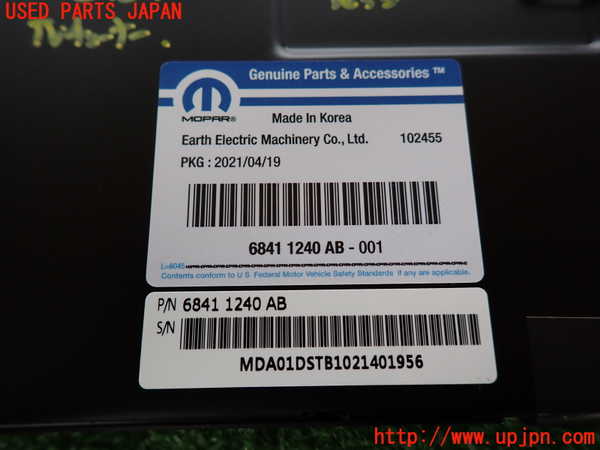 USED PARTS JAPAN
Genuine Parts & Accessories™
MOPAR®
Made In Korea
Earth Electric Machinery Co., Ltd. 102455
PKG : 2021/04/19
6841 1240 AB - 001
Contents conform to U S Federal Motor Vehicle Safety Standards if any are applicable.
P/N 6841 1240 AB
S/N
MDA01DSTB1021401956
http://www.upjpn.com